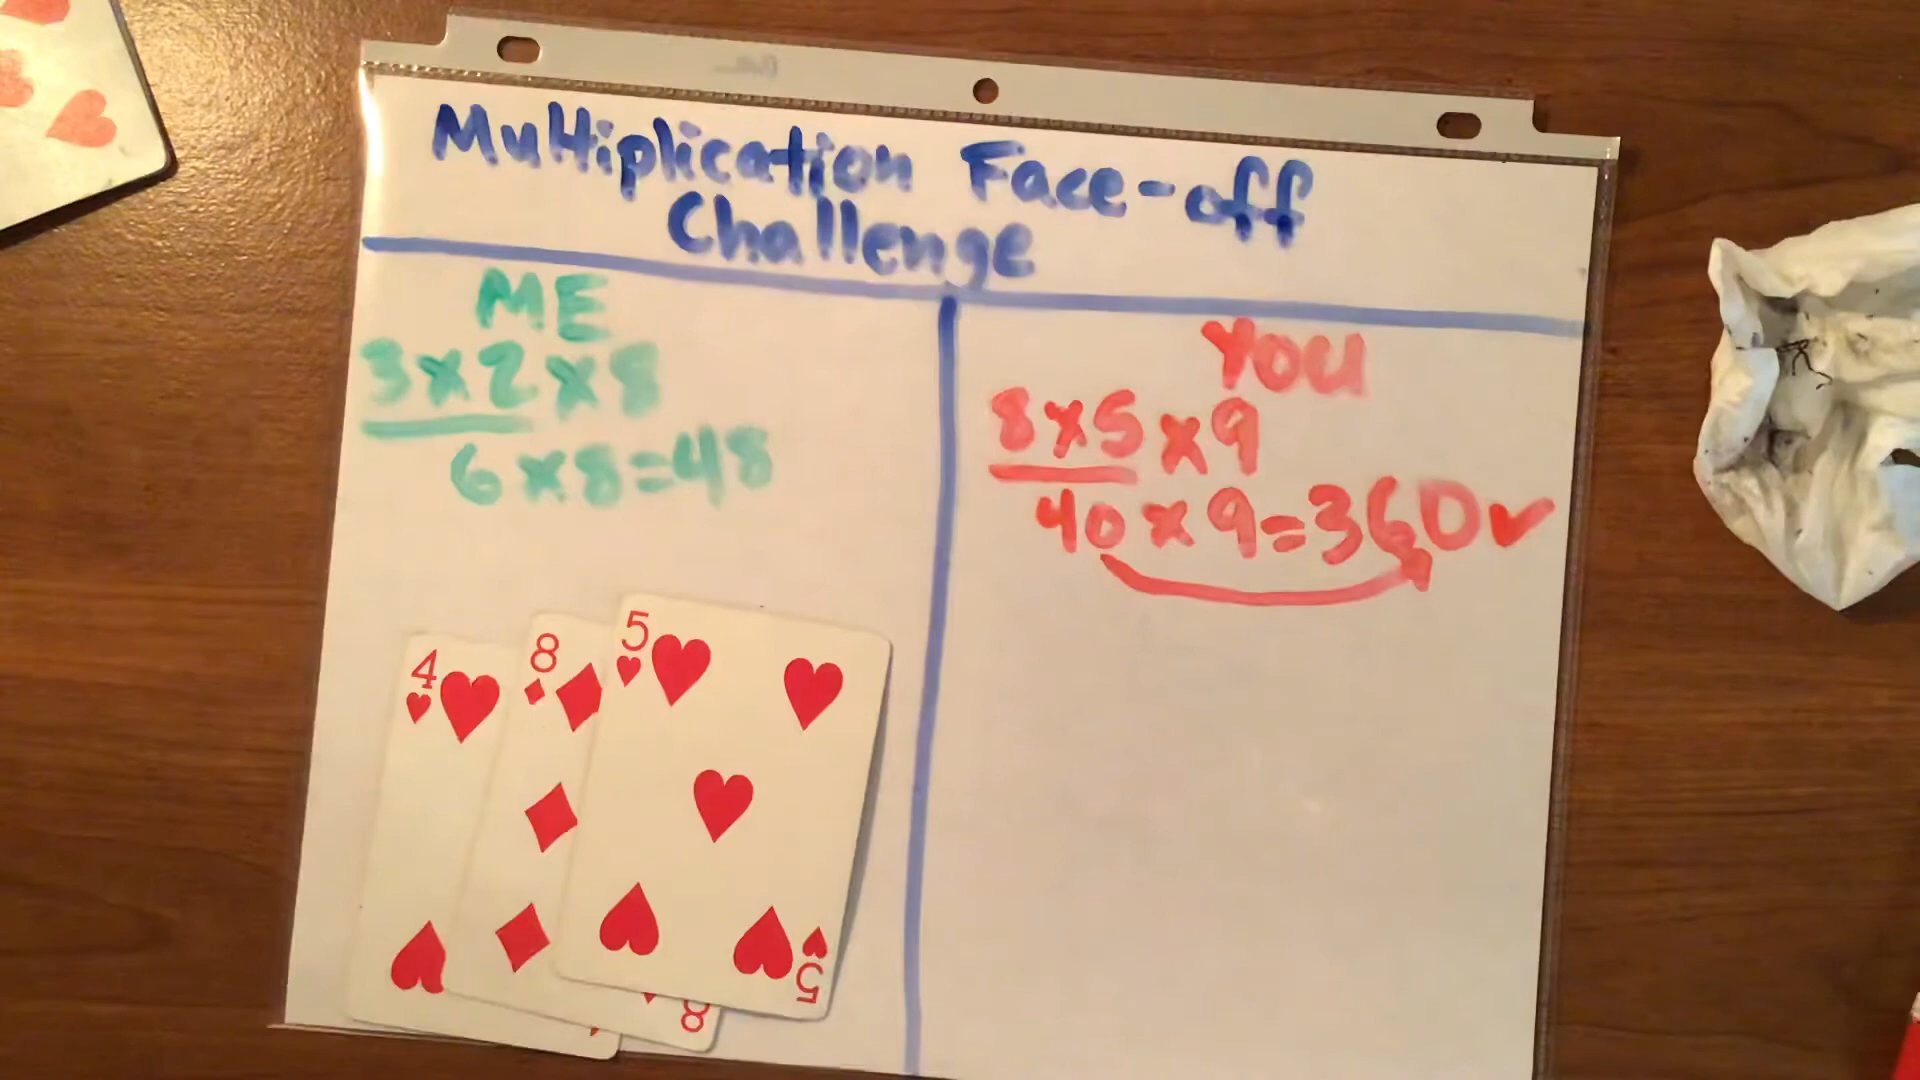 Multiplication Face-off
Challenge
ME
3x2x8
6x8=48
YOU
8x5x9
40x9=360✓
4
8
5
5
8